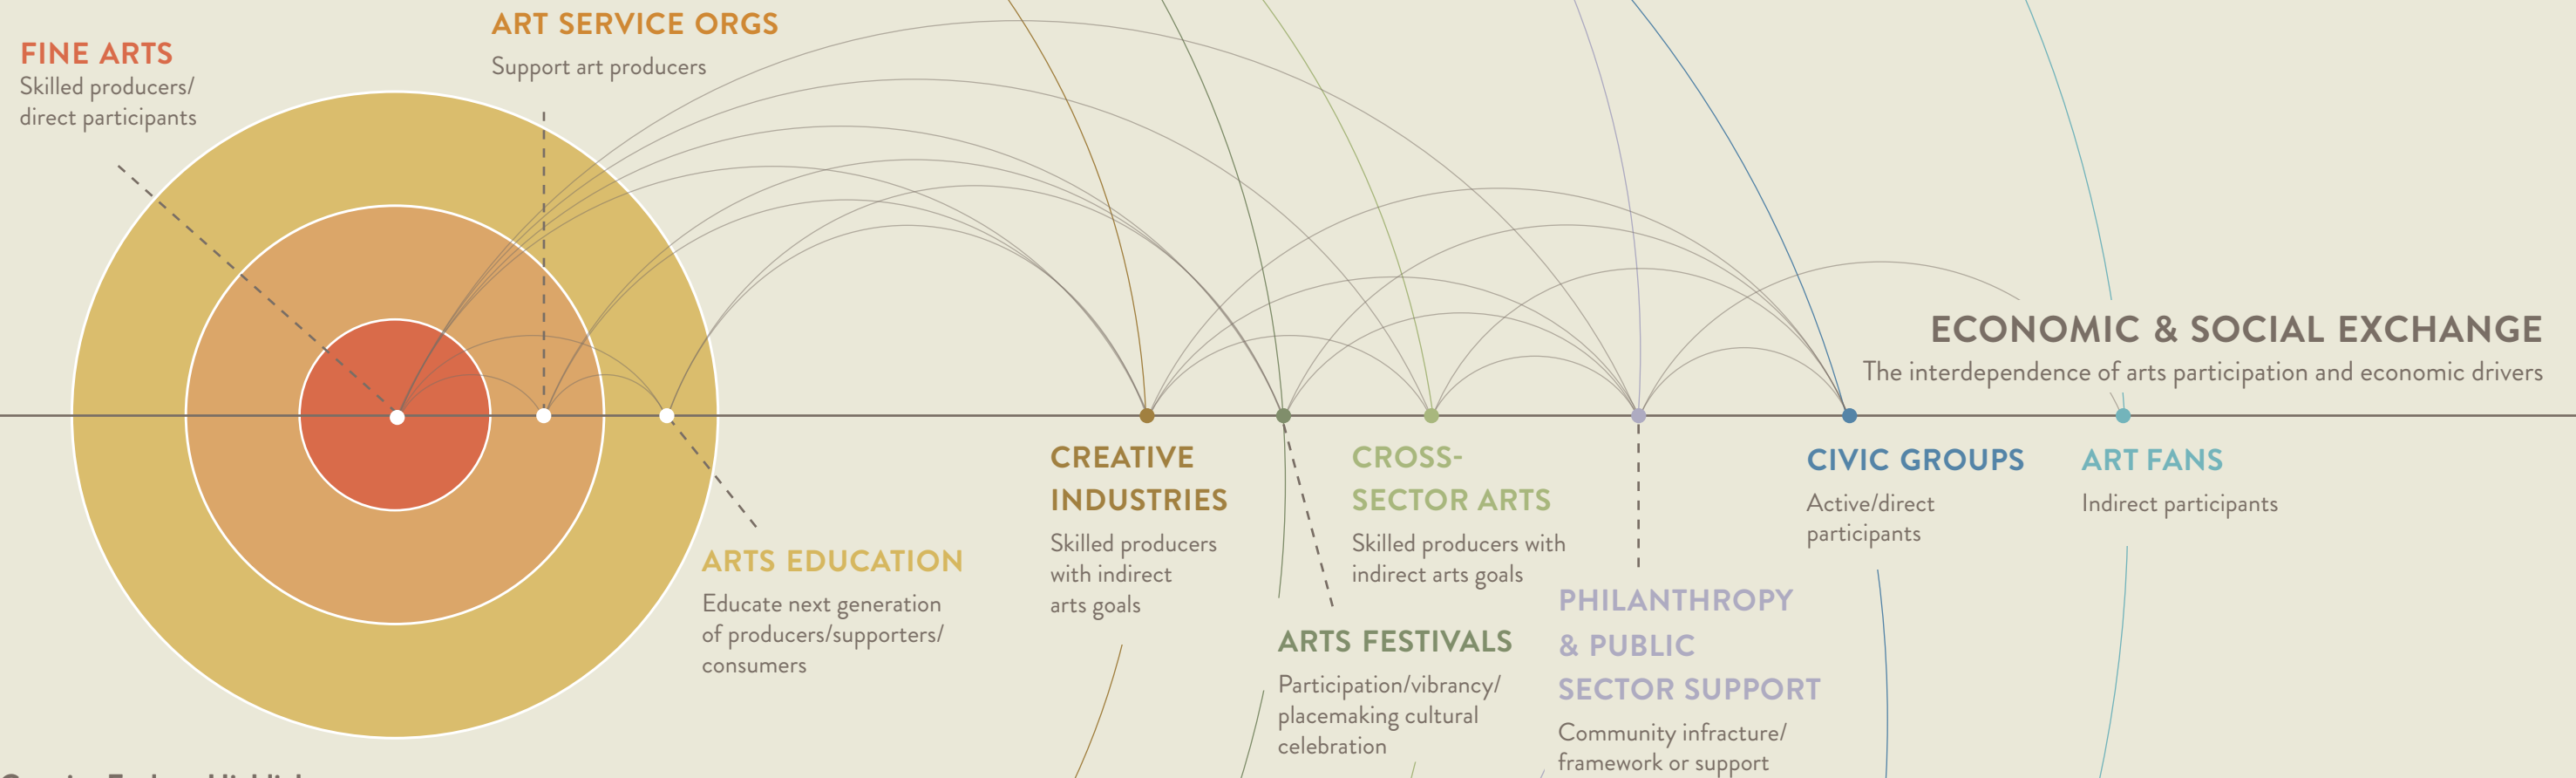 FINE ARTS
Skilled producers/
direct participants
ART SERVICE ORGS
Support art producers
ECONOMIC & SOCIAL EXCHANGE
The interdependence of arts participation and economic drivers
ARTS EDUCATION
Educate next generation
of producers/supporters/
consumers
CREATIVE
INDUSTRIES
Skilled producers
with indirect
arts goals
ARTS FESTIVALS
Participation/vibrancy/
placemaking cultural
celebration
CROSS-
SECTOR ARTS
Skilled producers with
indirect arts goals
PHILANTHROPY
& PUBLIC
SECTOR SUPPORT
Community infracture/
framework or support
CIVIC GROUPS
Active/direct
participants
ART FANS
Indirect participants